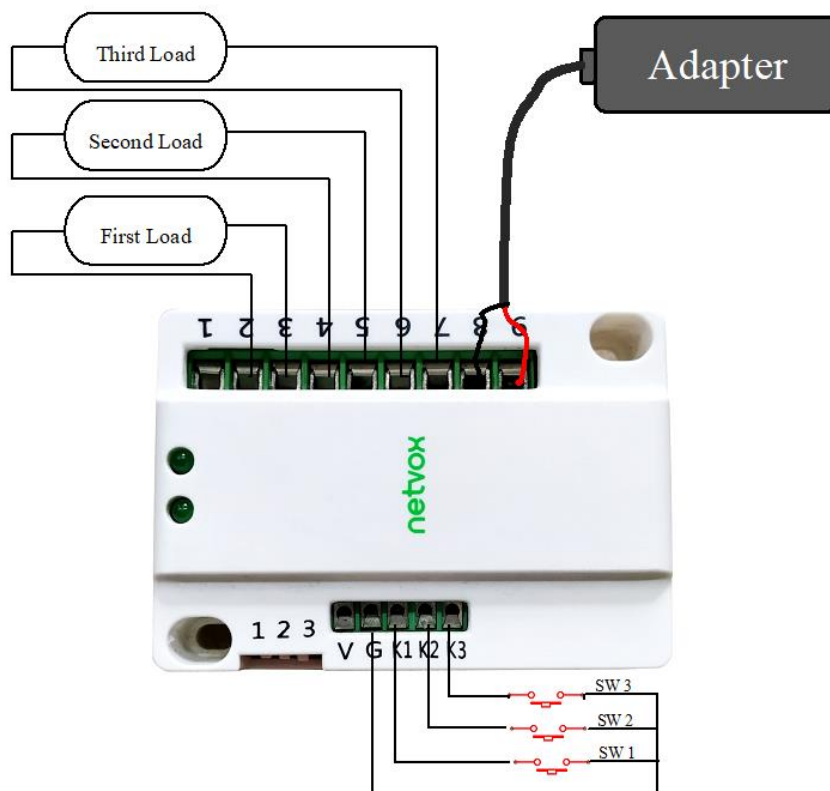 Third Load
Adapter
Second Load
First Load
1 2 3 4 5 6 7 8 9
netvox
1 2 3
V G K1 K2 K3
SW 3
SW 2
SW 1